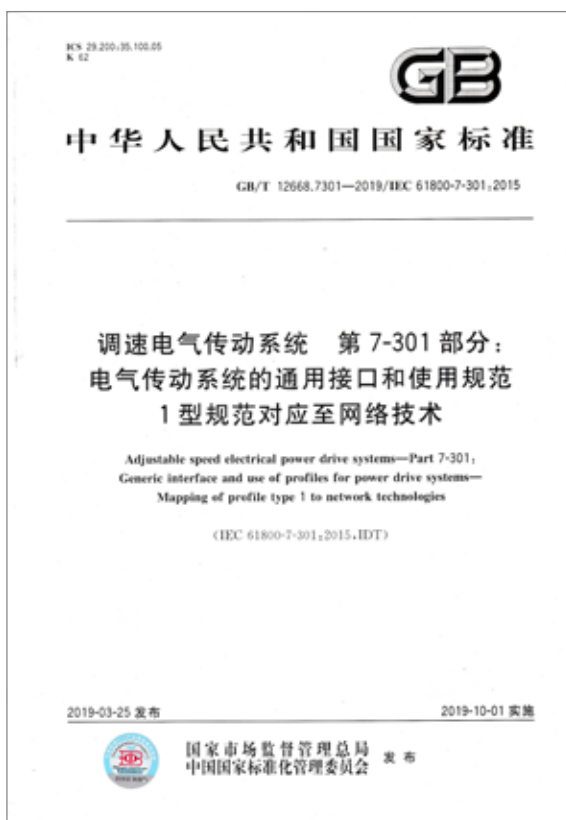 ICS 29.200;35.100.05
K 62
GB
中华人民共和国国家标准
GB/T 12668.7301—2019/IEC 61800-7-301:2015
调速电气传动系统 第7-301部分:
电气传动系统的通用接口和使用规范
1型规范对应至网络技术
Adjustable speed electrical power drive systems—Part 7-301:
Generic interface and use of profiles for power drive systems—
Mapping of profile type 1 to network technologies
(IEC 61800-7-301:2015,IDT)
2019-03-25 发布
2019-10-01 实施
国家市场监督管理总局
中国国家标准化管理委员会
发布